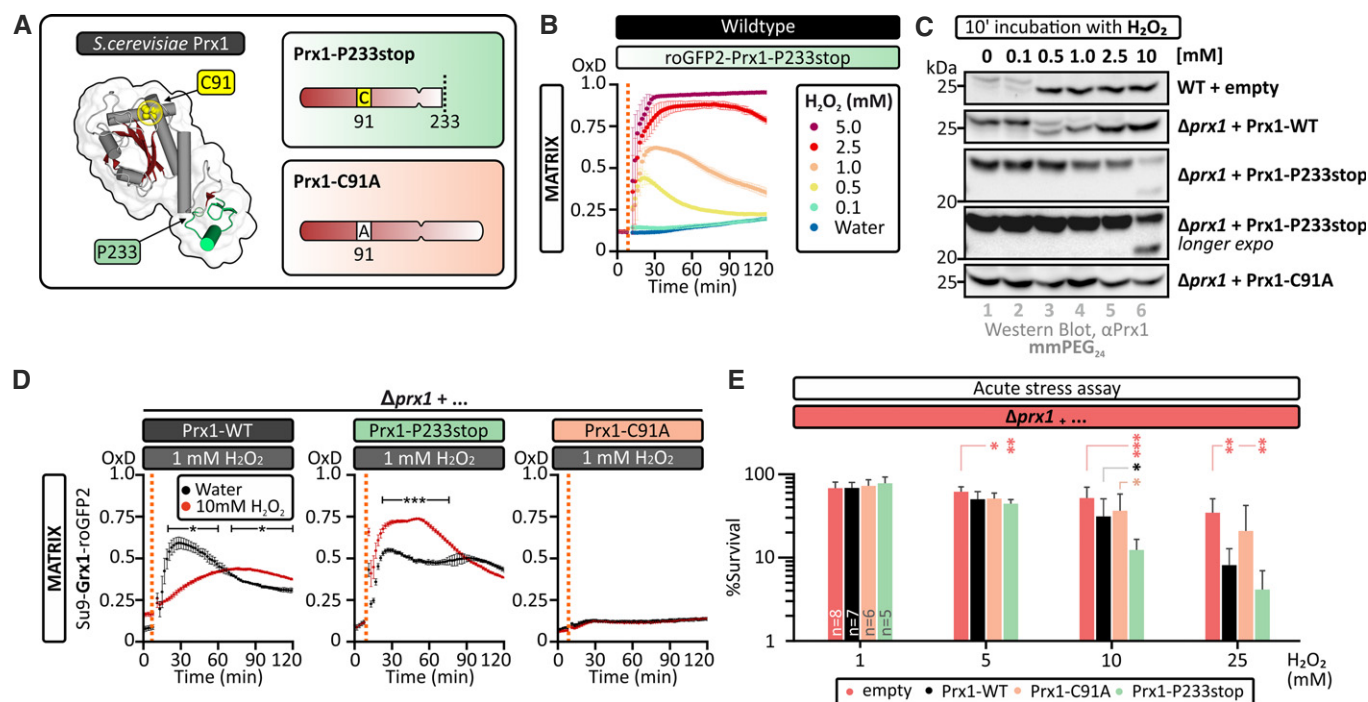 A
S.cerevisiae Prx1
C91
P233
Prx1-P233stop
C
91
233
Prx1-C91A
A
91
B
Wildtype
roGFP2-Prx1-P233stop
MATRIX
OxD
1.0
0.75
0.5
0.25
0
0 30 60 90 120
Time (min)
H₂O₂ (mM)
5.0
2.5
1.0
0.5
0.1
Water
C
10' incubation with H₂O₂
0 0.1 0.5 1.0 2.5 10 [mM]
kDa
25
WT + empty
25
Δprx1 + Prx1-WT
20
Δprx1 + Prx1-P233stop
20
Δprx1 + Prx1-P233stop
longer expo
25
Δprx1 + Prx1-C91A
1 2 3 4 5 6
Western Blot, αPrx1
mmPEG₂₄
D
Δprx1 + ...
MATRIX
Su9-Grx1-roGFP2
Prx1-WT
1 mM H₂O₂
OxD
1.0
0.75
0.5
0.25
0
Water
10mM H₂O₂
*
*
0 30 60 90 120
Time (min)
Prx1-P233stop
1 mM H₂O₂
OxD
1.0
0.75
0.5
0.25
0
***
0 30 60 90 120
Time (min)
Prx1-C91A
1 mM H₂O₂
OxD
1.0
0.75
0.5
0.25
0
0 30 60 90 120
Time (min)
E
Acute stress assay
Δprx1 + ...
%Survival
100
10
1
n=8
n=7
n=6
n=5
*
**
***
*
*
**
**
1 5 10 25
H₂O₂
(mM)
empty Prx1-WT Prx1-C91A Prx1-P233stop